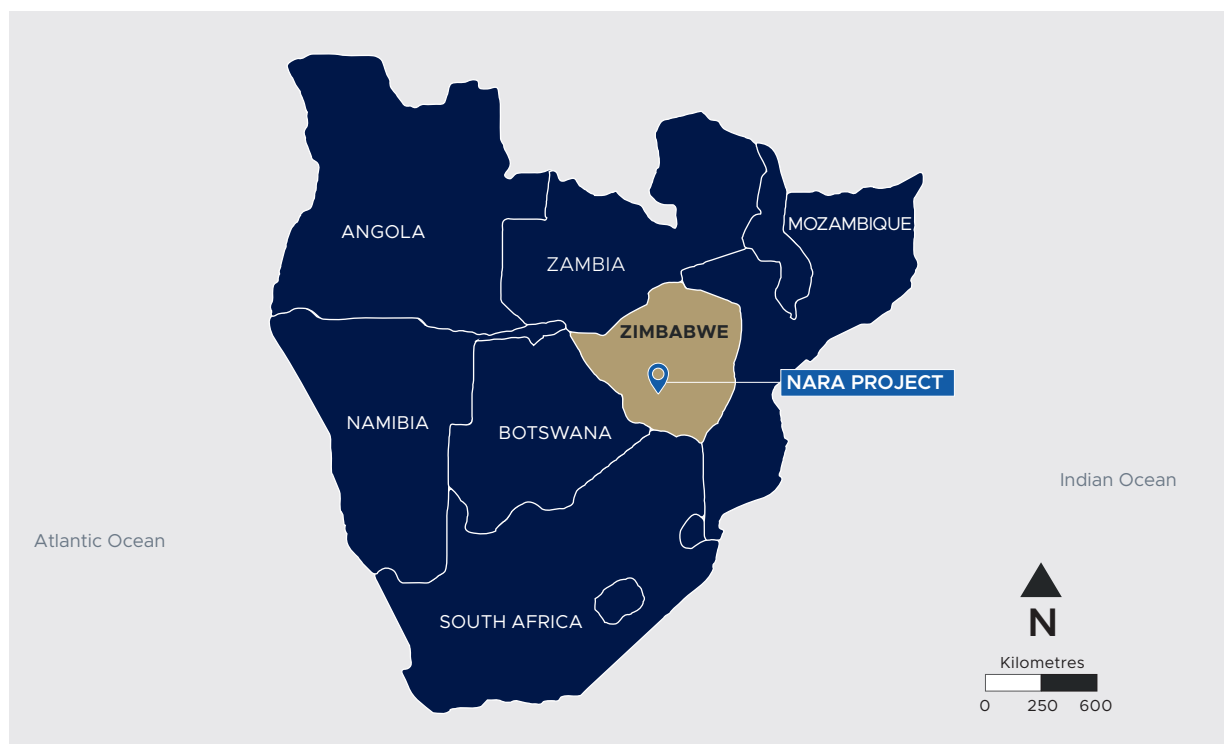 ANGOLA
MOZAMBIQUE
ZAMBIA
ZIMBABWE
NARA PROJECT
NAMIBIA
BOTSWANA
Indian Ocean
Atlantic Ocean
SOUTH AFRICA
N
Kilometres
0 250 600